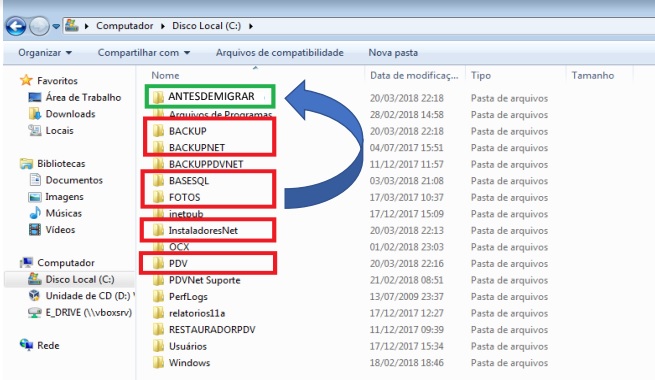 Computador ▸ Disco Local (C:) ▸
Organizar Compartilhar com Arquivos de compatibilidade Nova pasta
Favoritos
Área de Trabalho
Downloads
Locais
Bibliotecas
Documentos
Imagens
Músicas
Vídeos
Computador
Disco Local (C:)
Unidade de CD (D:)
E_DRIVE (\\vboxsrv)
Rede
Nome Data de modificaç... Tipo Tamanho
ANTESDEMIGRAR 20/03/2018 22:18 Pasta de arquivos
Arquivos de Programas 28/02/2018 14:58 Pasta de arquivos
BACKUP 20/03/2018 22:18 Pasta de arquivos
BACKUPNET 04/07/2017 15:51 Pasta de arquivos
BACKUPPDVNET 11/12/2017 11:57 Pasta de arquivos
BASESQL 03/03/2018 21:08 Pasta de arquivos
FOTOS 17/03/2017 10:37 Pasta de arquivos
inetpub 17/12/2017 15:09 Pasta de arquivos
InstaladoresNet 20/03/2018 22:13 Pasta de arquivos
OCX 01/02/2018 23:03 Pasta de arquivos
PDV 20/03/2018 22:16 Pasta de arquivos
PDVNet Suporte 21/02/2018 08:51 Pasta de arquivos
PerfLogs 13/07/2009 23:37 Pasta de arquivos
relatorios11a 17/12/2017 12:27 Pasta de arquivos
RESTAURADORPDV 11/12/2017 09:39 Pasta de arquivos
Usuários 17/12/2017 15:34 Pasta de arquivos
Windows 18/02/2018 18:46 Pasta de arquivos